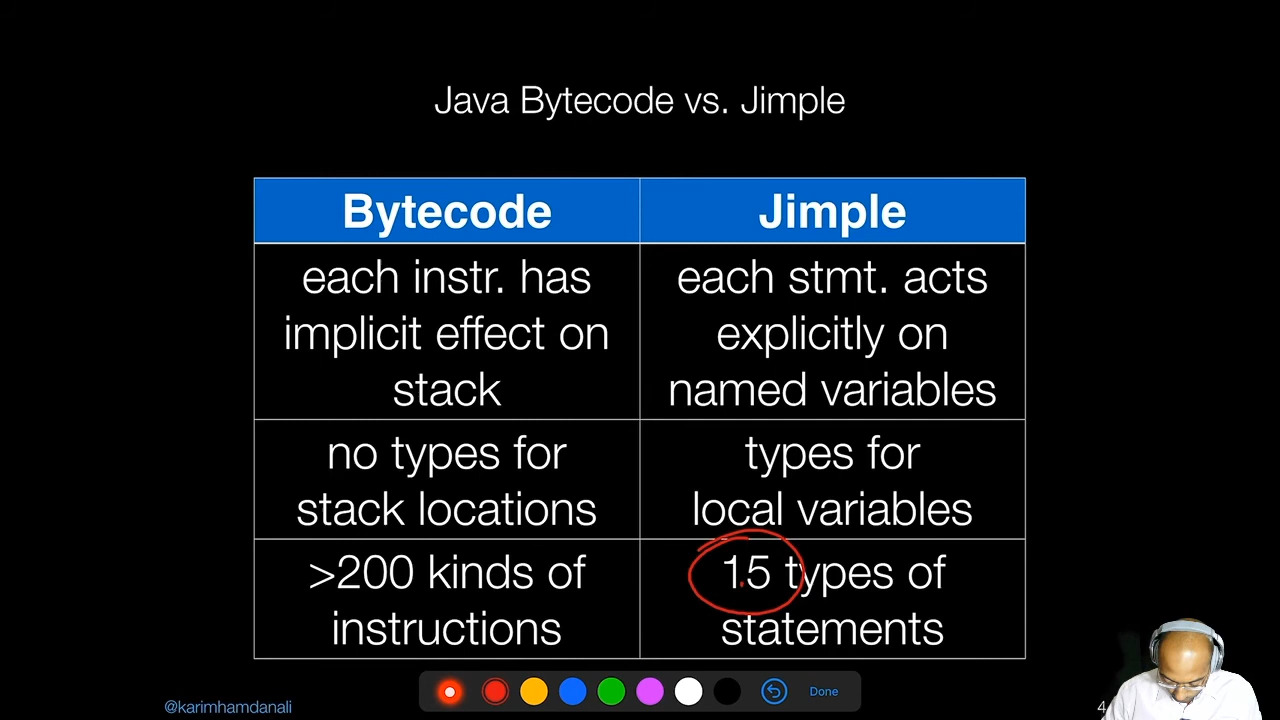 Java Bytecode vs. Jimple
Bytecode
Jimple
each instr. has
implicit effect on
stack
each stmt. acts
explicitly on
named variables
no types for
stack locations
types for
local variables
>200 kinds of
instructions
15 types of
statements
Done
@karimhamdanali
4